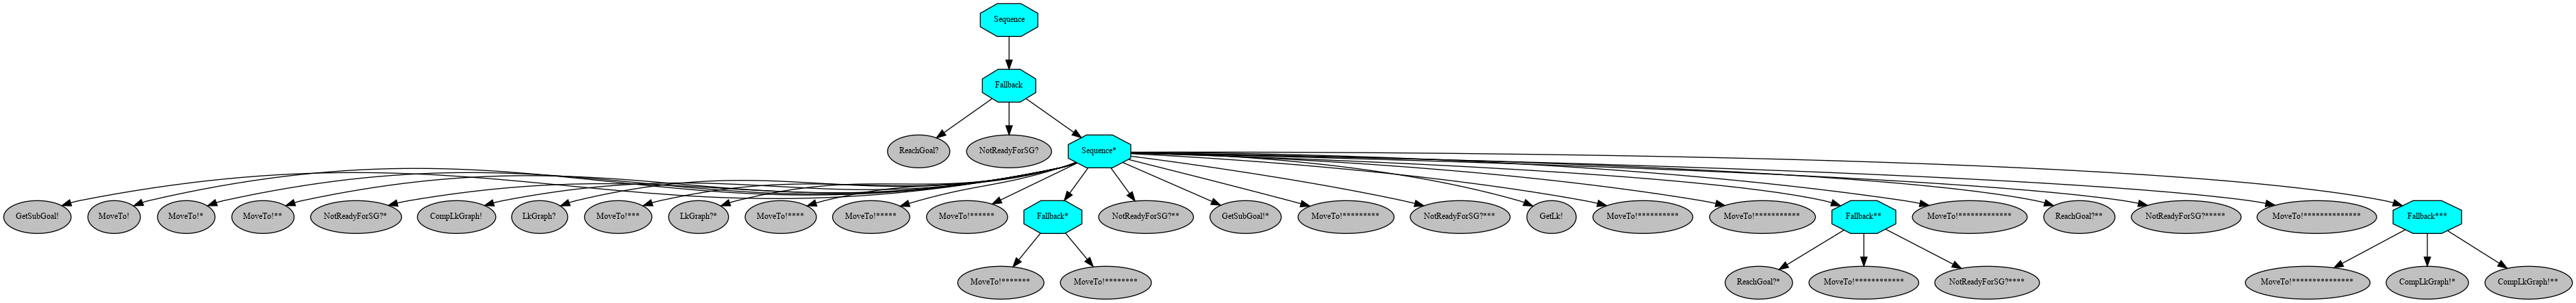 Sequence
Fallback
ReachGoal?
NotReadyForSG?
Sequence*
GetSubGoal!
MoveTo!
MoveTo!*
MoveTo!**
NotReadyForSG?*
CompLkGraph!
LkGraph?
MoveTo!***
LkGraph?*
MoveTo!****
MoveTo!*****
MoveTo!******
Fallback*
NotReadyForSG?**
GetSubGoal!*
MoveTo!*********
NotReadyForSG?***
GetLk!
MoveTo!**********
MoveTo!***********
Fallback**
MoveTo!*************
ReachGoal?**
NotReadyForSG?*****
MoveTo!**************
Fallback***
MoveTo!*******
MoveTo!********
ReachGoal?*
MoveTo!************
NotReadyForSG?****
MoveTo!***************
CompLkGraph!*
CompLkGraph!**